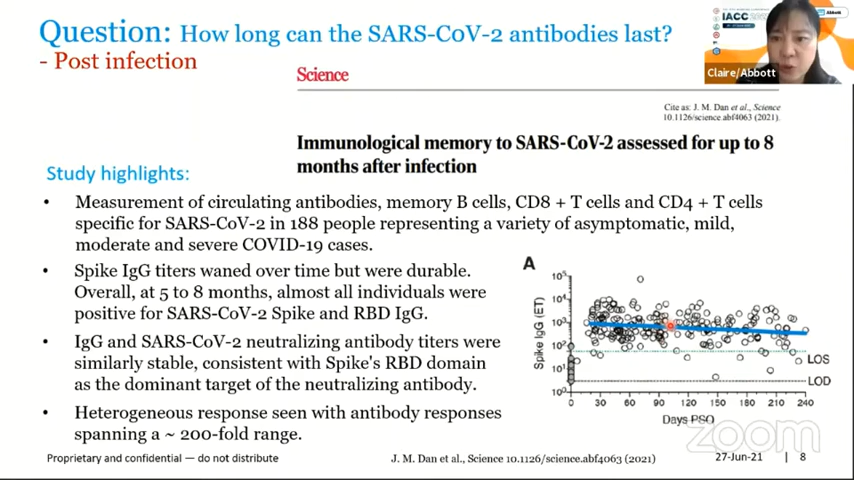 Question: How long can the SARS-CoV-2 antibodies last?
- Post infection
IACC
Abbott
Claire/Abbott
Science
Cite as: J. M. Dan et al., Science
10.1126/science.abf4063 (2021).
Immunological memory to SARS-CoV-2 assessed for up to 8
months after infection
Study highlights:
• Measurement of circulating antibodies, memory B cells, CD8 + T cells and CD4 + T cells
specific for SARS-CoV-2 in 188 people representing a variety of asymptomatic, mild,
moderate and severe COVID-19 cases.
• Spike IgG titers waned over time but were durable.
Overall, at 5 to 8 months, almost all individuals were
positive for SARS-CoV-2 Spike and RBD IgG.
• IgG and SARS-CoV-2 neutralizing antibody titers were
similarly stable, consistent with Spike's RBD domain
as the dominant target of the neutralizing antibody.
• Heterogeneous response seen with antibody responses
spanning a ~ 200-fold range.
A
Spike IgG (ET)
10⁵
10⁴
10³
10²
10¹
10⁰
LOS
LOD
0 30 60 90 120 150 180 210 240
Days PSO
zoom
Proprietary and confidential — do not distribute
J. M. Dan et al., Science 10.1126/science.abf4063 (2021)
27-Jun-21 | 8